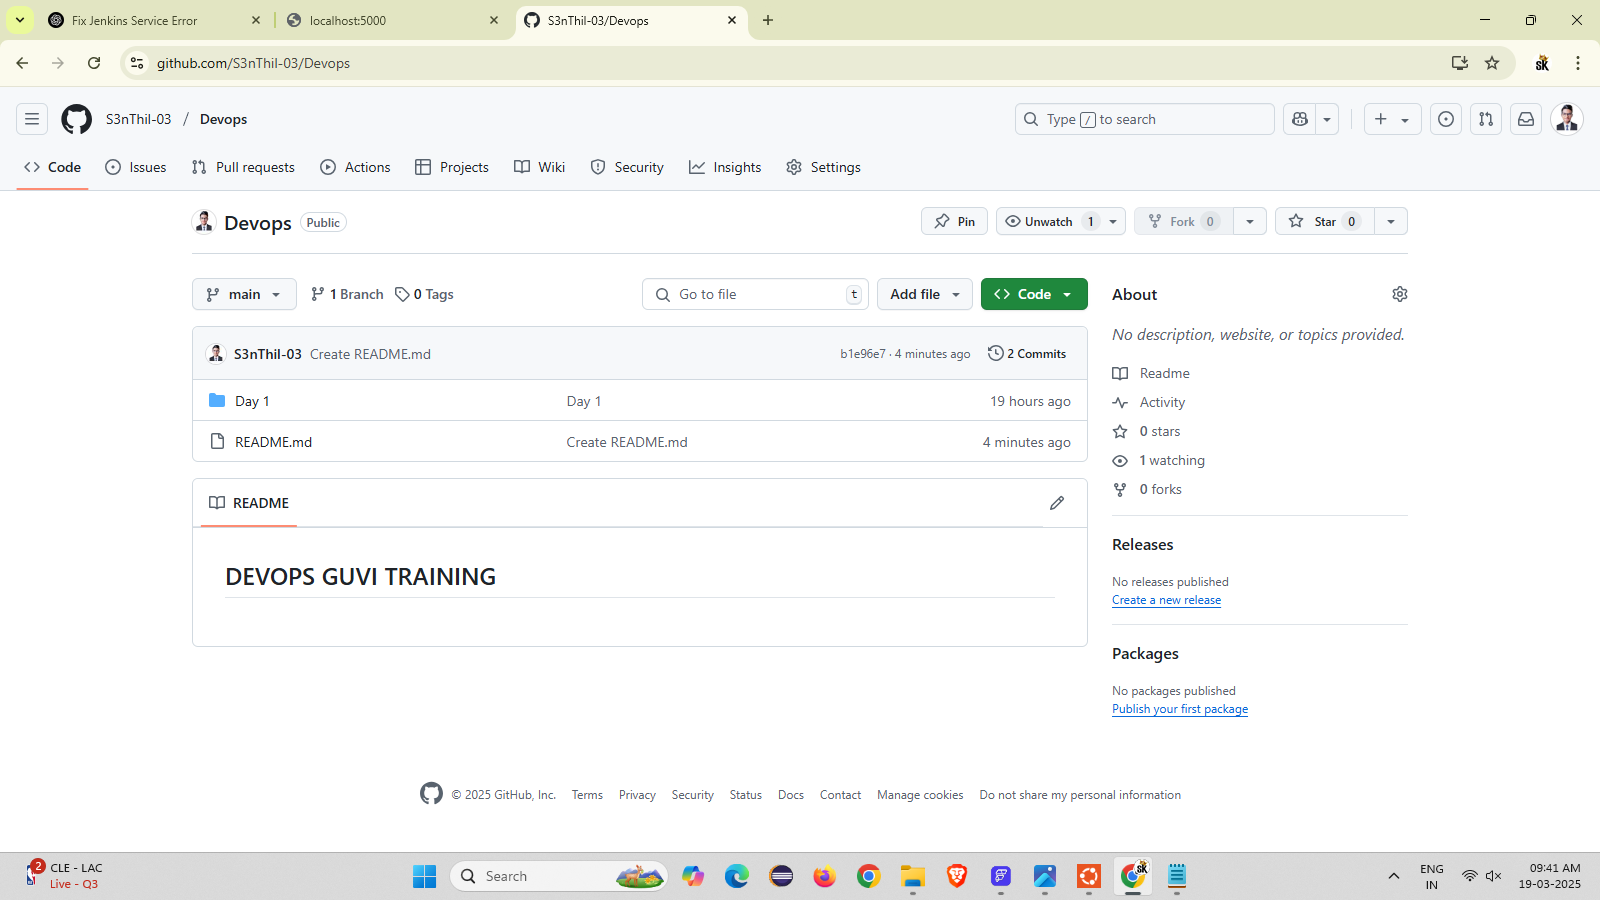 Fix Jenkins Service Error
localhost:5000
S3nThil-03/Devops
github.com/S3nThil-03/Devops
S3nThil-03 / Devops
Type / to search
Code Issues Pull requests Actions Projects Wiki Security Insights Settings
Devops Public
Pin Unwatch 1 Fork 0 Star 0
main 1 Branch 0 Tags Go to file t Add file Code
S3nThil-03 Create README.md b1e96e7 · 4 minutes ago 2 Commits
Day 1 Day 1 19 hours ago
README.md Create README.md 4 minutes ago
README
DEVOPS GUVI TRAINING
About
No description, website, or topics provided.
Readme
Activity
0 stars
1 watching
0 forks
Releases
No releases published
Create a new release
Packages
No packages published
Publish your first package
© 2025 GitHub, Inc. Terms Privacy Security Status Docs Contact Manage cookies Do not share my personal information
2 CLE - LAC
Live - Q3
Search
ENG
IN
09:41 AM
19-03-2025